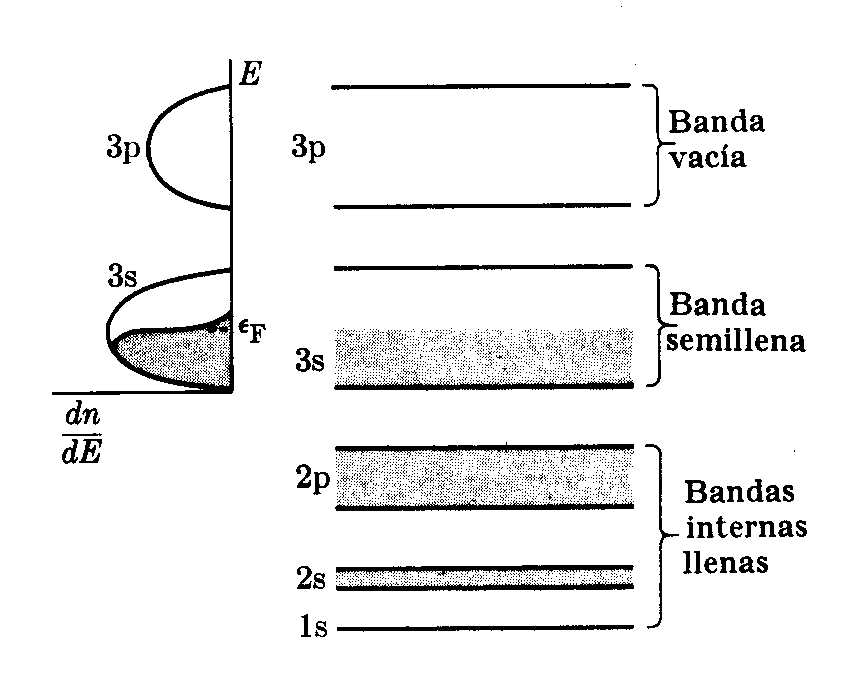 E
3p
3s
ϵF
dn
dE
3p
Banda
vacía
3s
Banda
semillena
2p
2s
1s
Bandas
internas
llenas